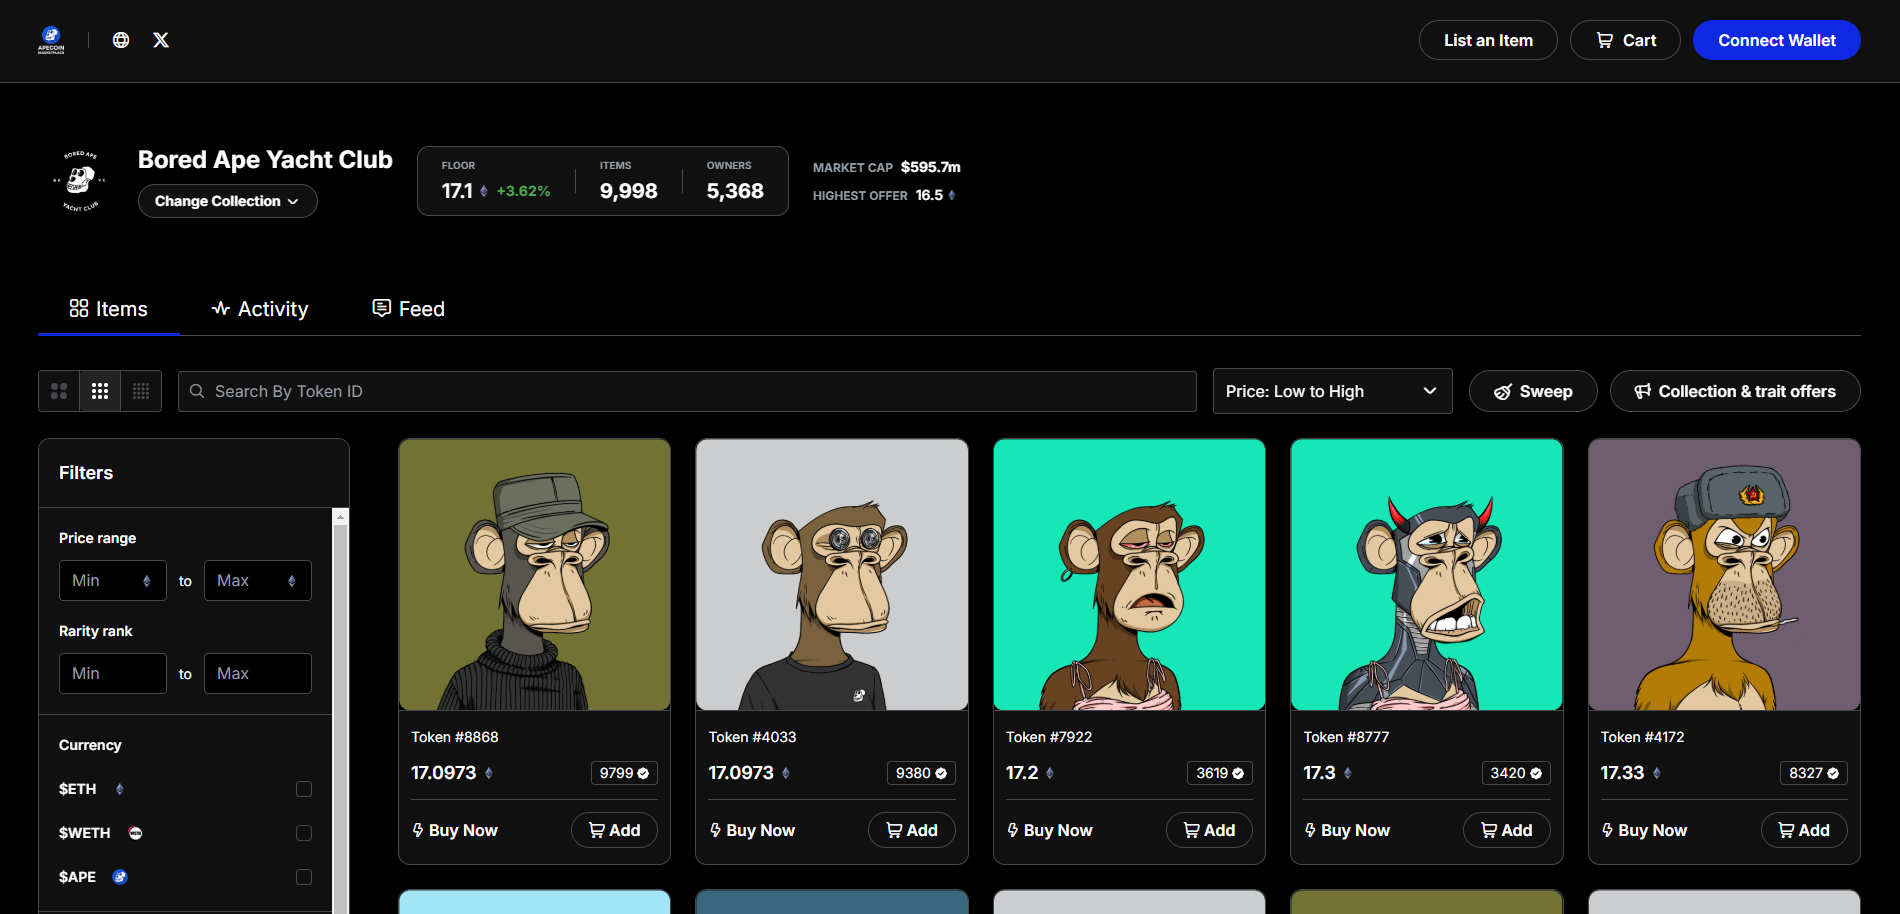 APECOIN
MARKETPLACE
List an Item
Cart
Connect Wallet
BORED APE
YACHT CLUB
Bored Ape Yacht Club
Change Collection
FLOOR
17.1 +3.62%
ITEMS
9,998
OWNERS
5,368
MARKET CAP $595.7m
HIGHEST OFFER 16.5
Items
Activity
Feed
Search By Token ID
Price: Low to High
Sweep
Collection & trait offers
Filters
Price range
Min to Max
Rarity rank
Min to Max
Currency
$ETH
$WETH
$APE
Token #8868
17.0973 9799
Buy Now Add
Token #4033
17.0973 9380
Buy Now Add
Token #7922
17.2 3619
Buy Now Add
Token #8777
17.3 3420
Buy Now Add
Token #4172
17.33 8327
Buy Now Add